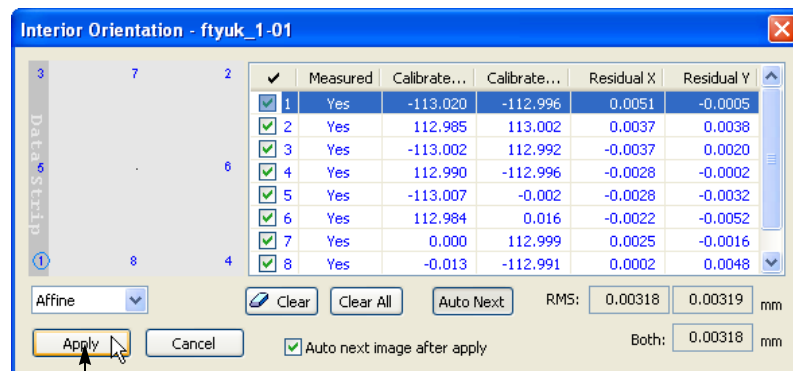 Interior Orientation - ftyuk_1-01
3 7 2
Data Strip
5 6
1 8 4
Measured Calibrate... Calibrate... Residual X Residual Y
1 Yes -113.020 -112.996 0.0051 -0.0005
2 Yes 112.985 113.002 0.0037 0.0038
3 Yes -113.002 112.992 -0.0037 0.0020
4 Yes 112.990 -112.996 -0.0028 -0.0002
5 Yes -113.007 -0.002 -0.0028 -0.0032
6 Yes 112.984 0.016 -0.0022 -0.0052
7 Yes 0.000 112.999 0.0025 -0.0016
8 Yes -0.013 -112.991 0.0002 0.0048
Affine Clear Clear All Auto Next RMS: 0.00318 0.00319 mm
Apply Cancel Auto next image after apply Both: 0.00318 mm